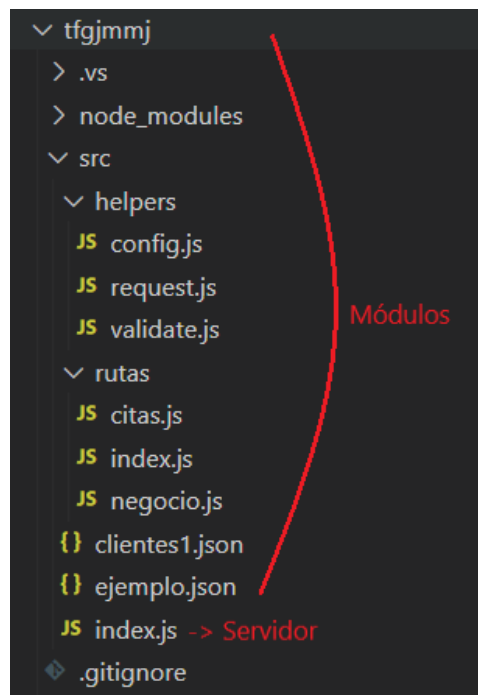 tfgjmmj
.vs
node_modules
src
helpers
JS config.js
JS request.js
JS validate.js
Módulos
rutas
JS citas.js
JS index.js
JS negocio.js
{} clientes1.json
{} ejemplo.json
JS index.js -> Servidor
.gitignore